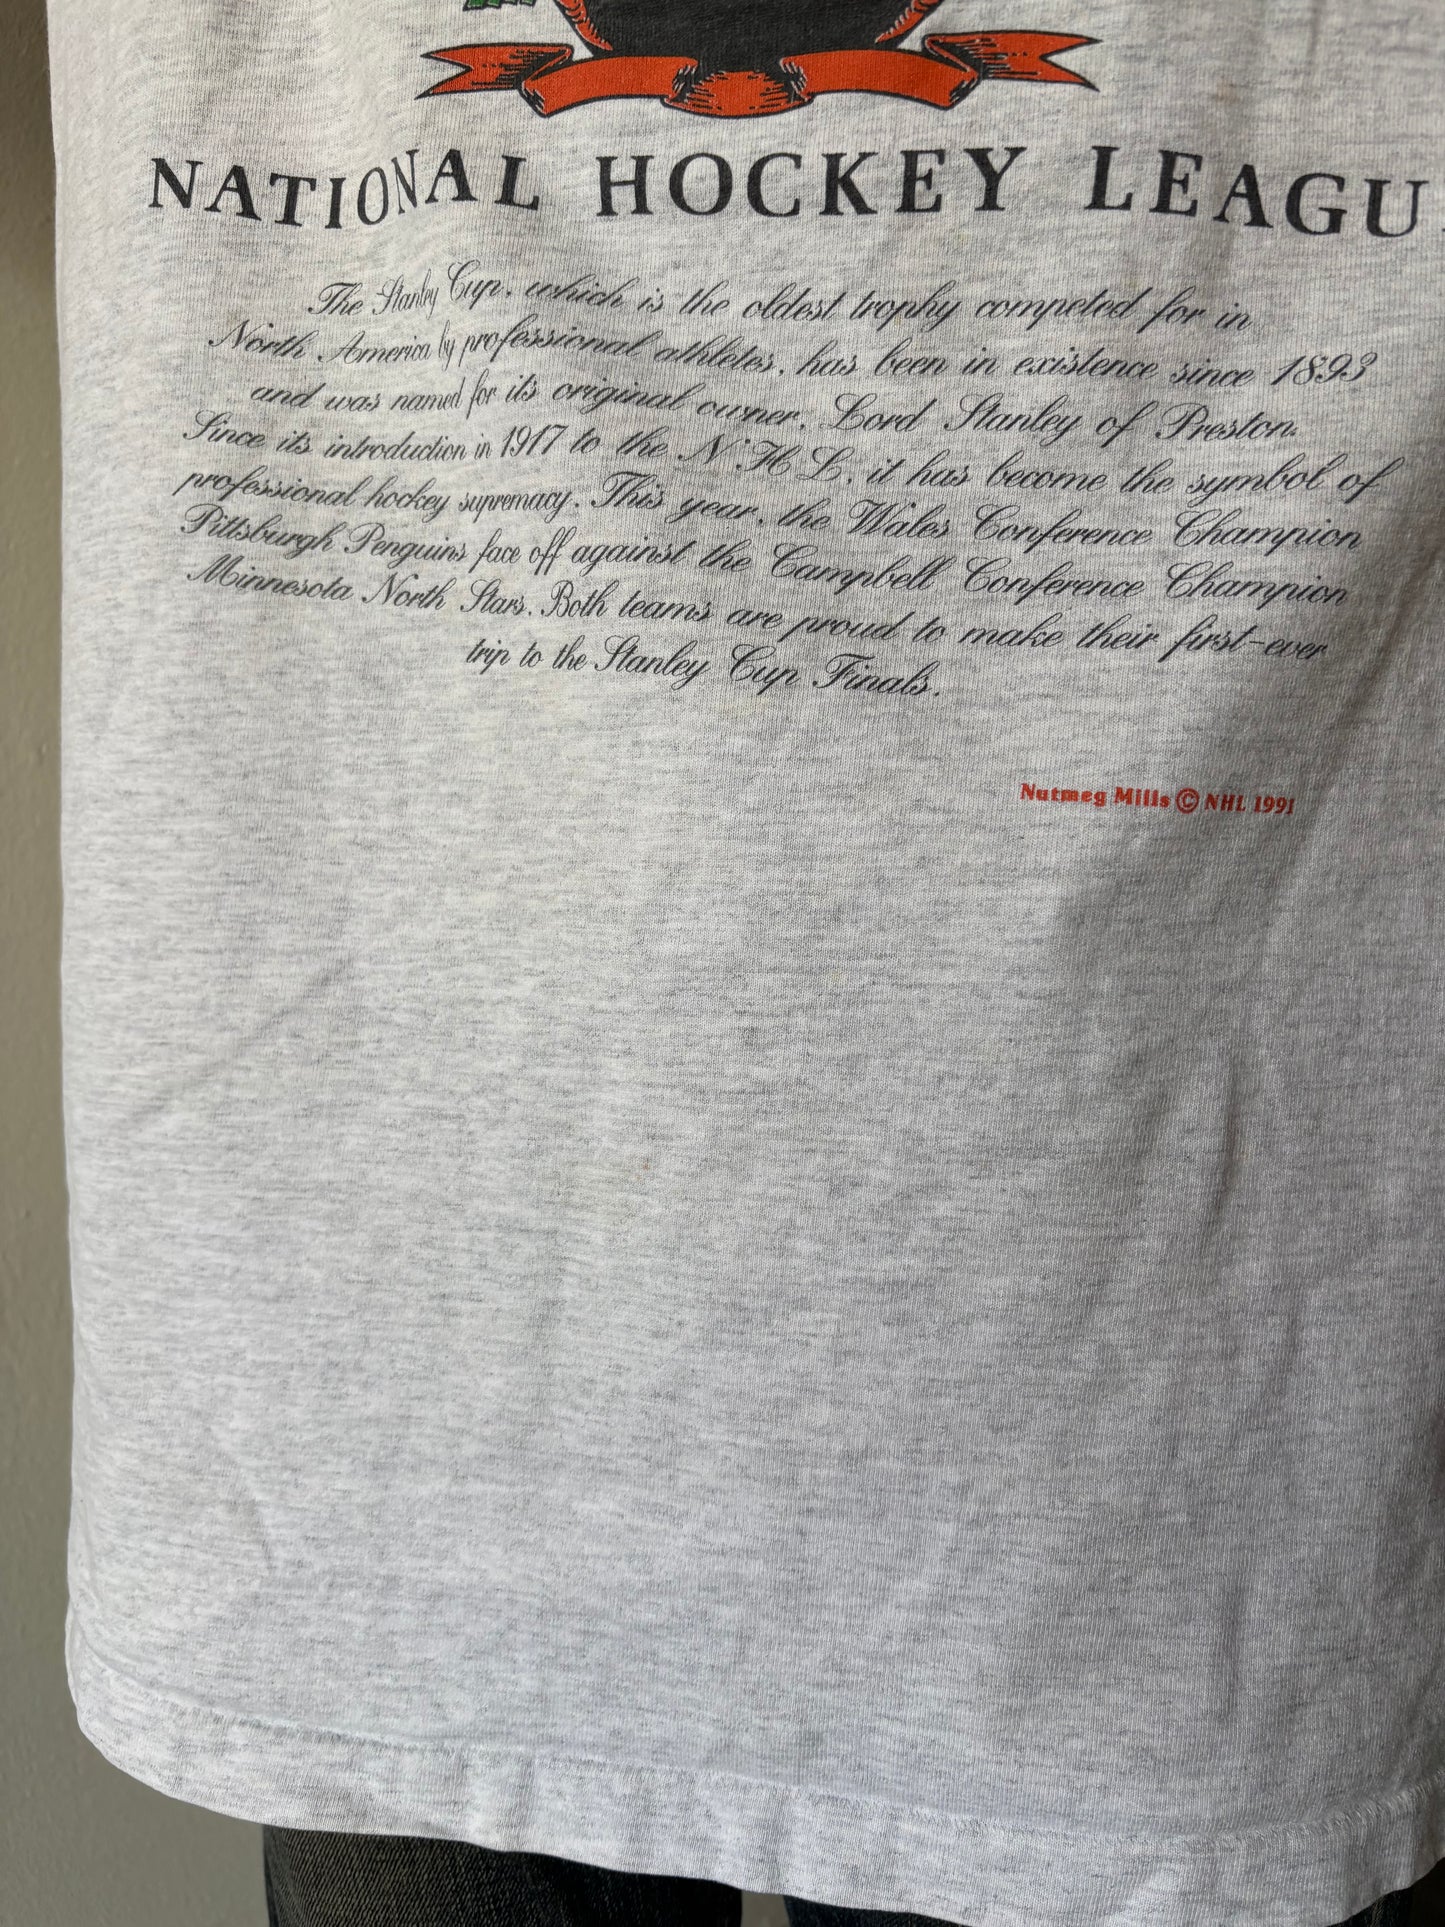 NATIONAL HOCKEY LEAGU
The Stanley Cup, which is the oldest trophy competed for in
North America by professional athletes, has been in existence since 1893
and was named for its original owner, Lord Stanley of Preston.
Since its introduction in 1917 to the N.H.L., it has become the symbol of
professional hockey supremacy. This year, the Wales Conference Champion
Pittsburgh Penguins face off against the Campbell Conference Champion
Minnesota North Stars. Both teams are proud to make their first-ever
trip to the Stanley Cup Finals.
Nutmeg Mills © NHL 1991